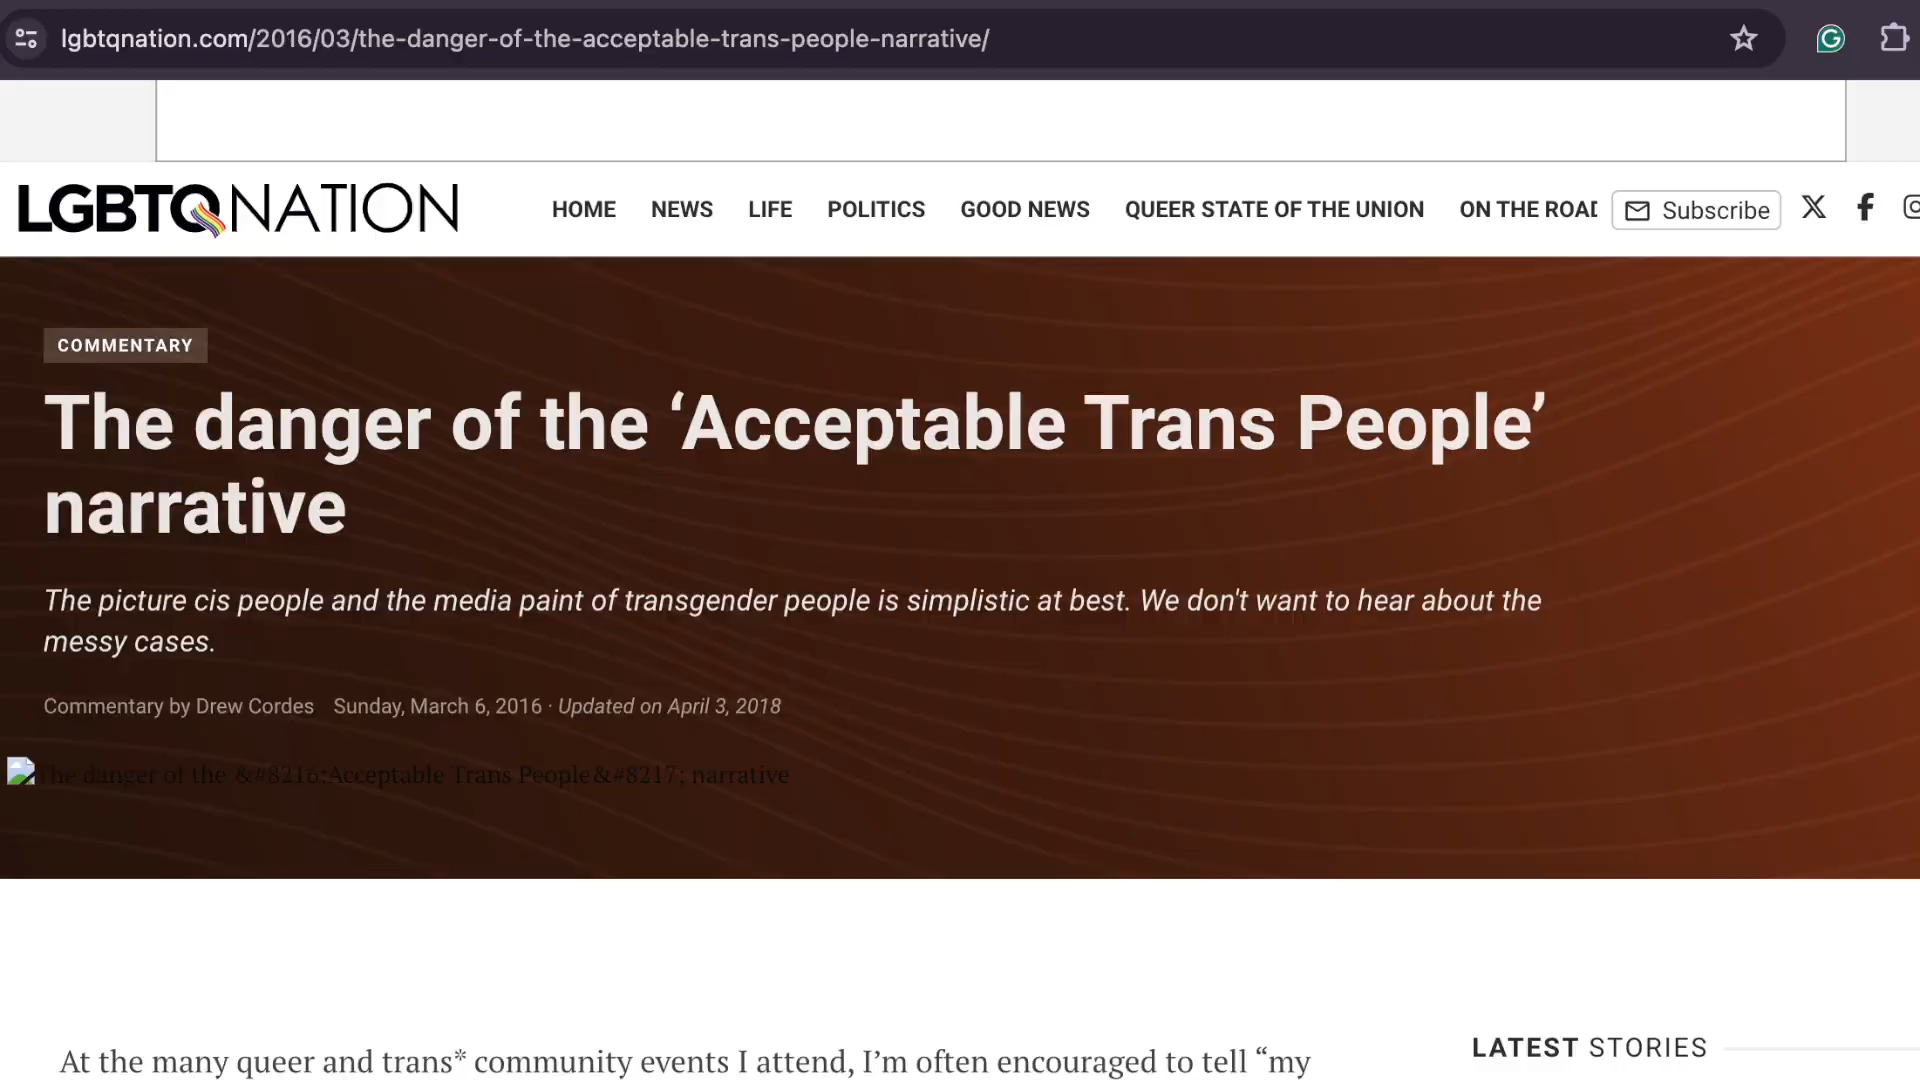 lgbtqnation.com/2016/03/the-danger-of-the-acceptable-trans-people-narrative/
LGBTQNATION
HOME NEWS LIFE POLITICS GOOD NEWS QUEER STATE OF THE UNION ON THE ROAD Subscribe
COMMENTARY
The danger of the ‘Acceptable Trans People’
narrative
The picture cis people and the media paint of transgender people is simplistic at best. We don't want to hear about the
messy cases.
Commentary by Drew Cordes Sunday, March 6, 2016 · Updated on April 3, 2018
The danger of the &#8216;Acceptable Trans People&#8217; narrative
At the many queer and trans* community events I attend, I’m often encouraged to tell “my
LATEST STORIES